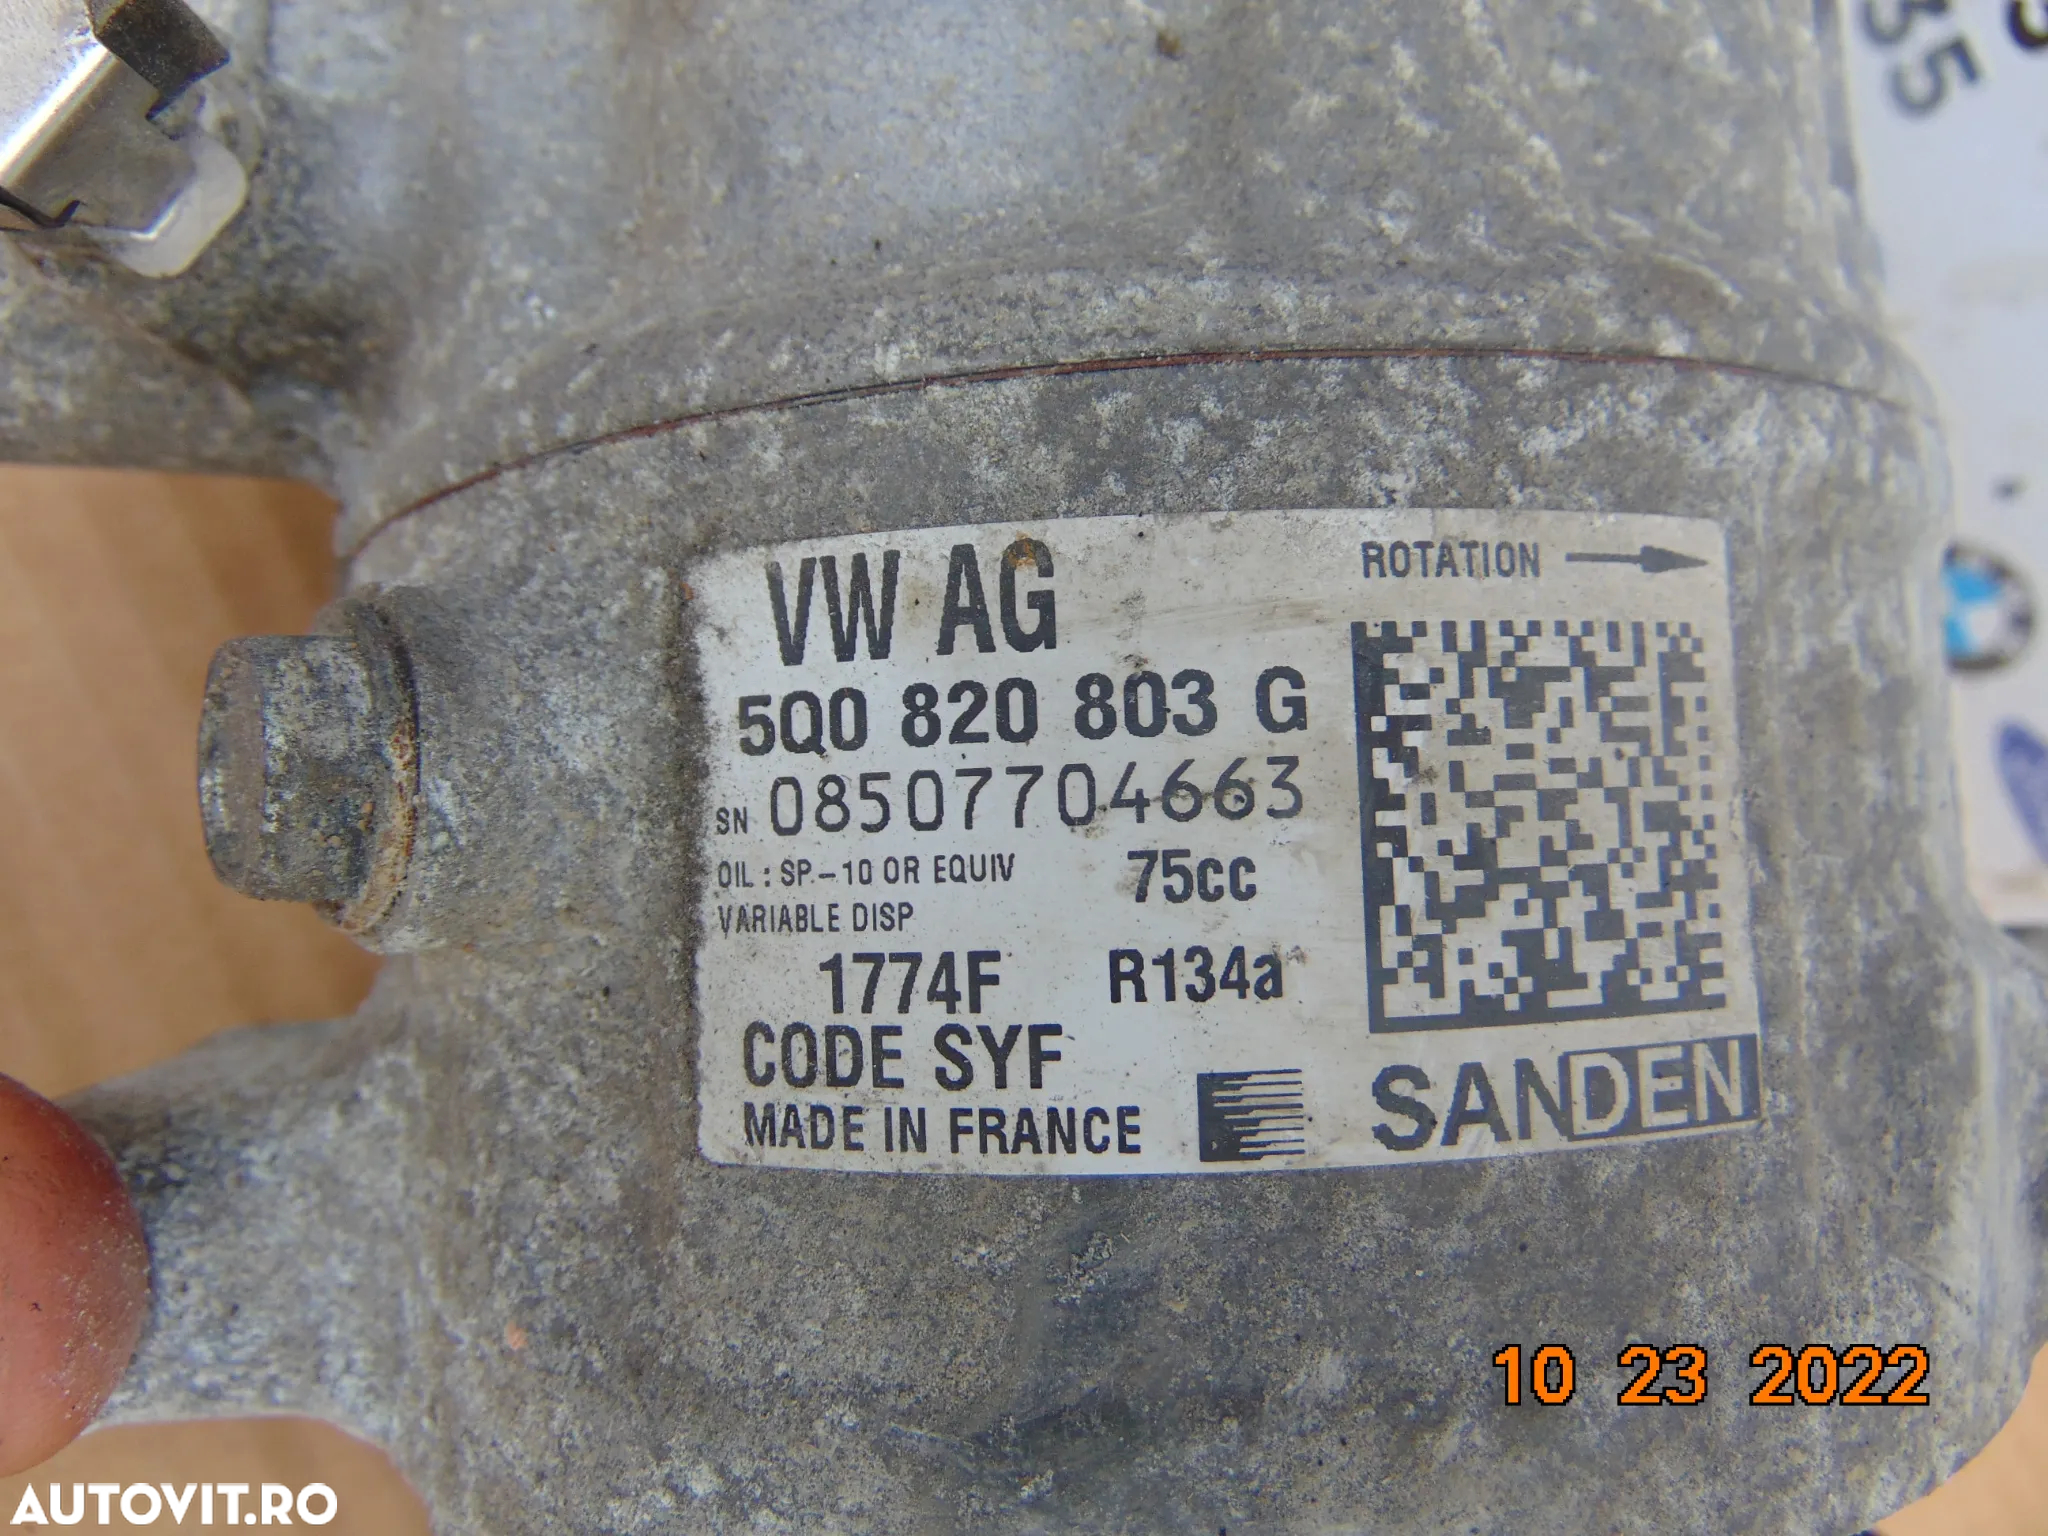 35
VW AG
ROTATION
5Q0 820 803 G
SN 08507704663
OIL : SP-10 OR EQUIV 75cc
VARIABLE DISP
1774F R134a
CODE SYF
MADE IN FRANCE
SANDEN
10 23 2022
AUTOVIT.RO